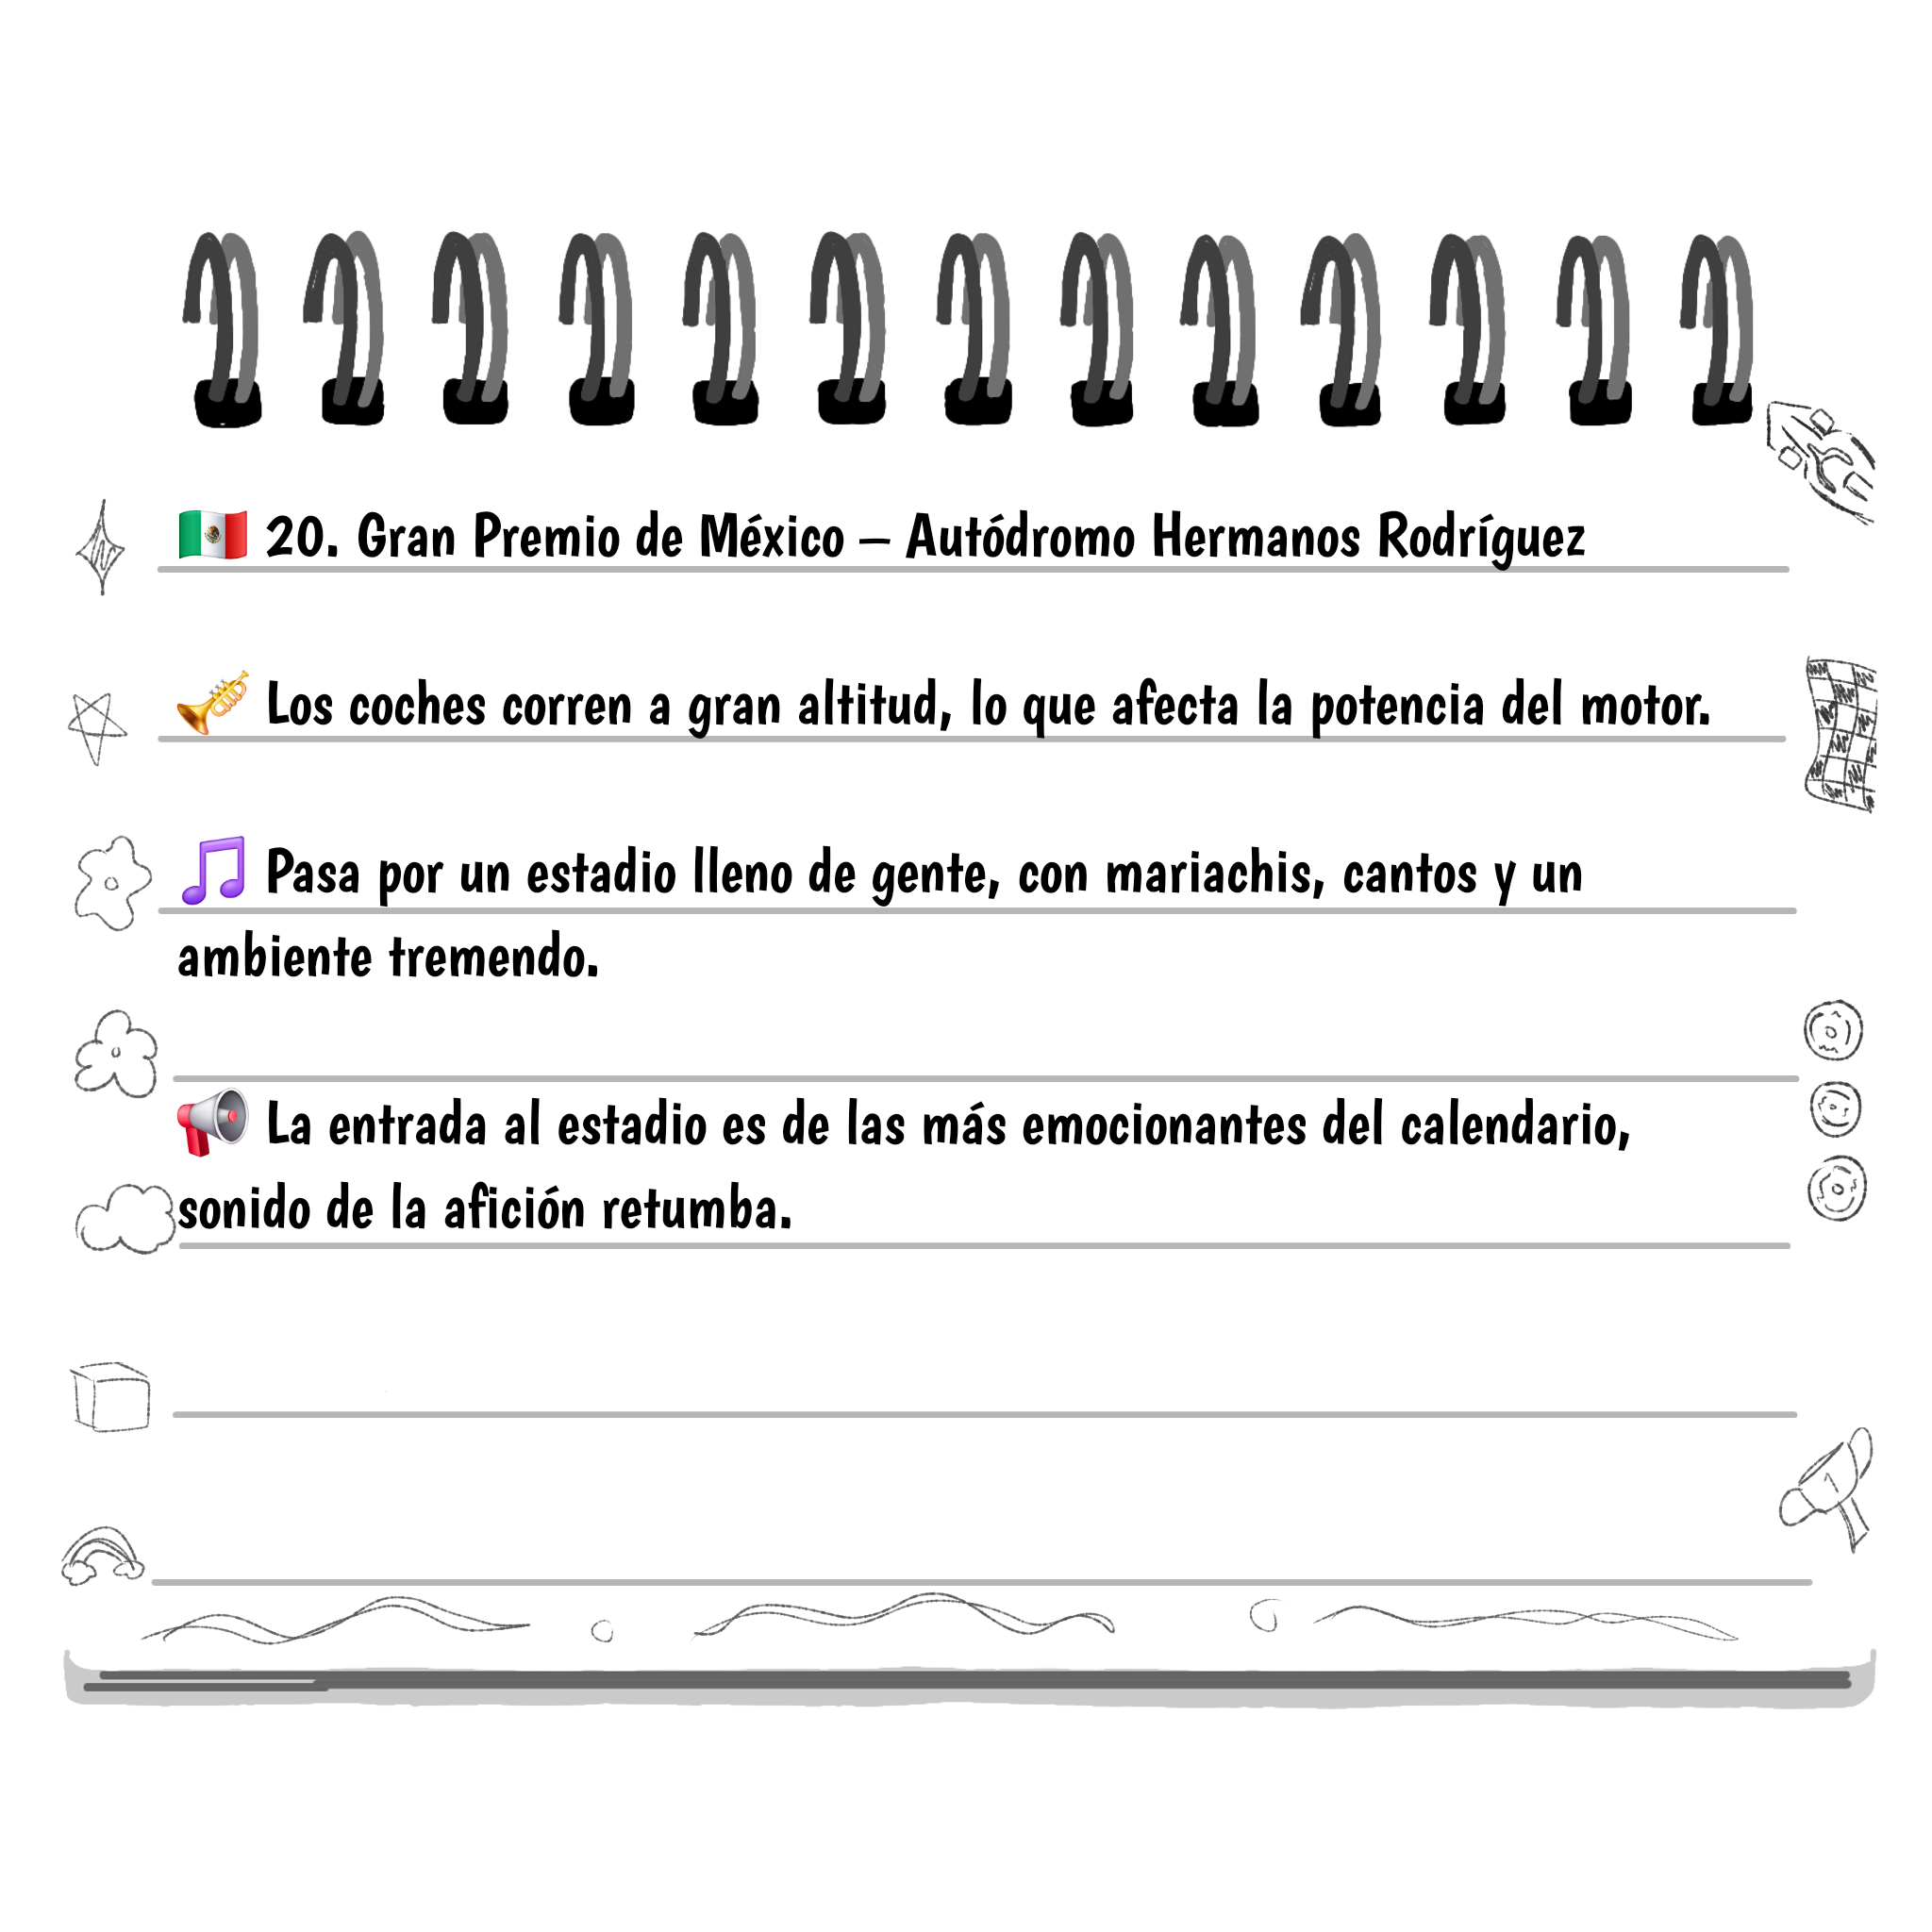 🇲🇽 20. Gran Premio de México – Autódromo Hermanos Rodríguez
🎺 Los coches corren a gran altitud, lo que afecta la potencia del motor.
🎵 Pasa por un estadio lleno de gente, con mariachis, cantos y un
ambiente tremendo.
📢 La entrada al estadio es de las más emocionantes del calendario,
sonido de la afición retumba.